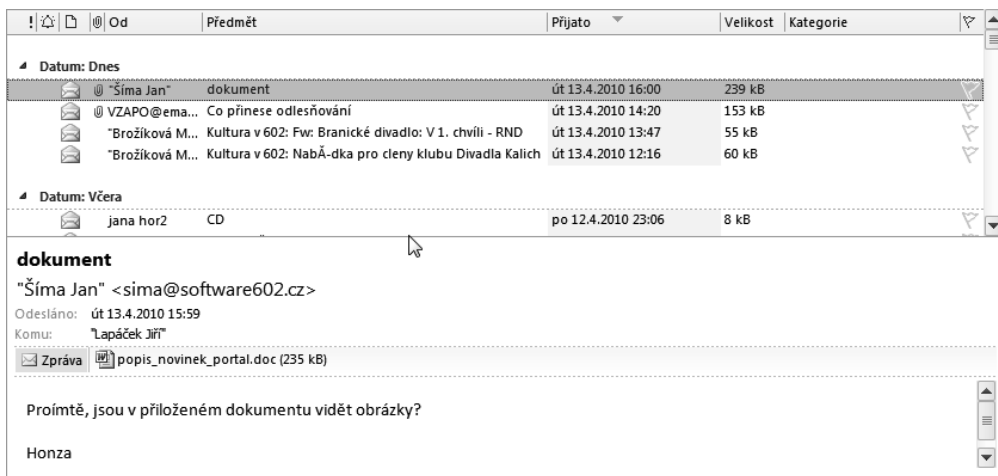 ! Od Předmět Přijato Velikost Kategorie
Datum: Dnes
"Šíma Jan" dokument út 13.4.2010 16:00 239 kB
VZAPO@ema... Co přinese odlesňování út 13.4.2010 14:20 153 kB
"Brožíková M... Kultura v 602: Fw: Branické divadlo: V 1. chvíli - RND út 13.4.2010 13:47 55 kB
"Brožíková M... Kultura v 602: NabĂ-dka pro cleny klubu Divadla Kalich út 13.4.2010 12:16 60 kB
Datum: Včera
jana hor2 CD po 12.4.2010 23:06 8 kB
dokument
"Šíma Jan" <sima@software602.cz>
Odesláno: út 13.4.2010 15:59
Komu: "Lapáček Jiří"
Zpráva popis_novinek_portal.doc (235 kB)
Proímtě, jsou v přiloženém dokumentu vidět obrázky?
Honza